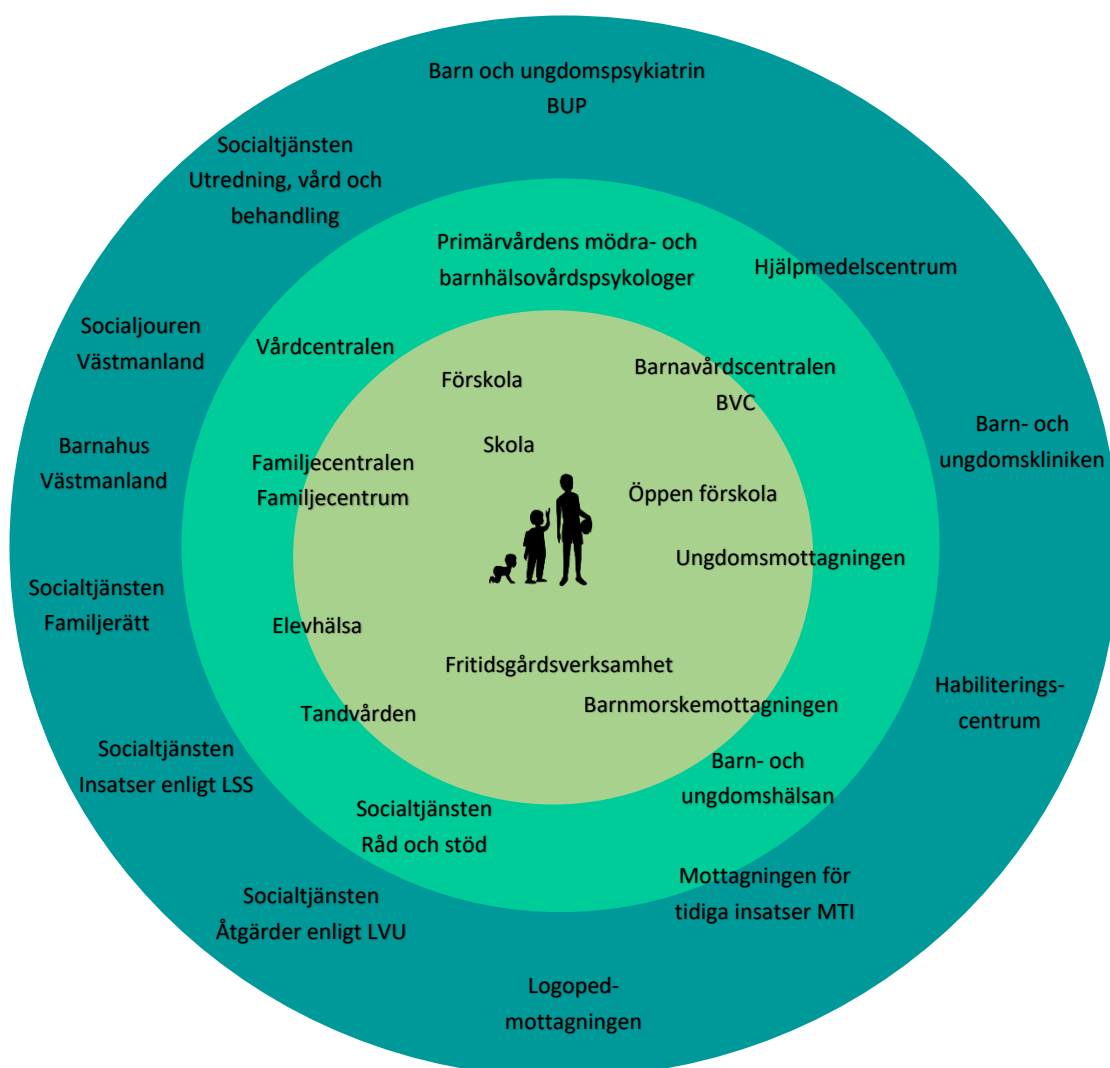 Barn och ungdomspsykiatrin
BUP
Socialtjänsten
Utredning, vård och
behandling
Primärvårdens mödra- och
barnhälsovårdspsykologer
Hjälpmedelscentrum
Socialjouren
Västmanland
Vårdcentralen
Förskola
Barnavårdscentralen
BVC
Barn- och
ungdomskliniken
Skola
Barnahus
Västmanland
Familjecentralen
Familjecentrum
Öppen förskola
Ungdomsmottagningen
Socialtjänsten
Familjerätt
Elevhälsa
Fritidsgårdsverksamhet
Habiliterings-
centrum
Tandvården
Barnmorskemottagningen
Socialtjänsten
Insatser enligt LSS
Barn- och
ungdomshälsan
Socialtjänsten
Råd och stöd
Mottagningen för
tidiga insatser MTI
Socialtjänsten
Åtgärder enligt LVU
Logoped-
mottagningen